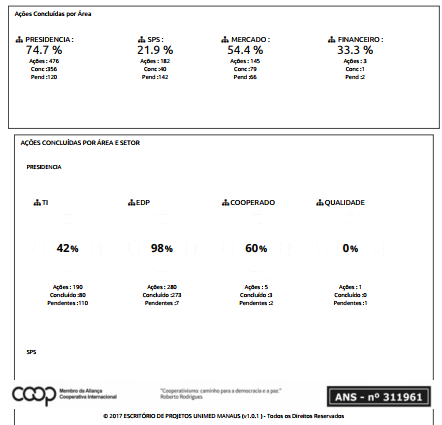 Ações Concluídas por Área
PRESIDENCIA : SPS : MERCADO : FINANCEIRO :
74.7 % 21.9 % 54.4 % 33.3 %
Ações : 476 Ações : 182 Ações : 145 Ações : 3
Conc :356 Conc :40 Conc :79 Conc :1
Pend :120 Pend :142 Pend :66 Pend :2
AÇÕES CONCLUÍDAS POR ÁREA E SETOR
PRESIDENCIA
TI EDP COOPERADO QUALIDADE
42% 98% 60% 0%
Ações : 190 Ações : 280 Ações : 5 Ações : 1
Concluído :80 Concluído :273 Concluído :3 Concluído :0
Pendentes :110 Pendentes :7 Pendentes :2 Pendentes :1
SPS
COOP Membro da Aliança "Cooperativismo: caminho para a democracia e a paz." ANS - nº 311961
Cooperativa Internacional Roberto Rodrigues
© 2017 ESCRITÓRIO DE PROJETOS UNIMED MANAUS (v1.0.1 ) - Todos os Direitos Reservados